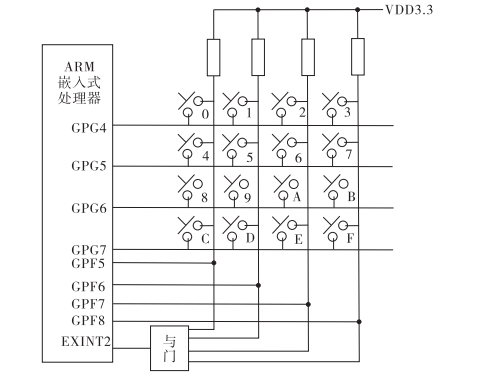 VDD3.3
ARM
嵌入式
处理器
0 1 2 3
GPG4
4 5 6 7
GPG5
8 9 A B
GPG6
C D E F
GPG7
GPF5
GPF6
GPF7
GPF8
EXINT2
与
门